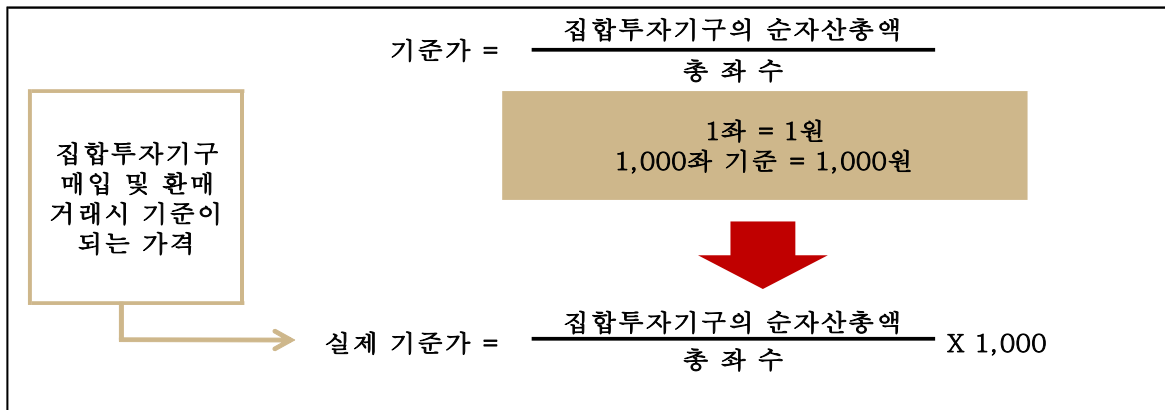 기준가 =
집합투자기구의 순자산총액
총 좌 수
1좌 = 1원
1,000좌 기준 = 1,000원
집합투자기구
매입 및 환매
거래시 기준이
되는 가격
실제 기준가 =
집합투자기구의 순자산총액
총 좌 수
X 1,000